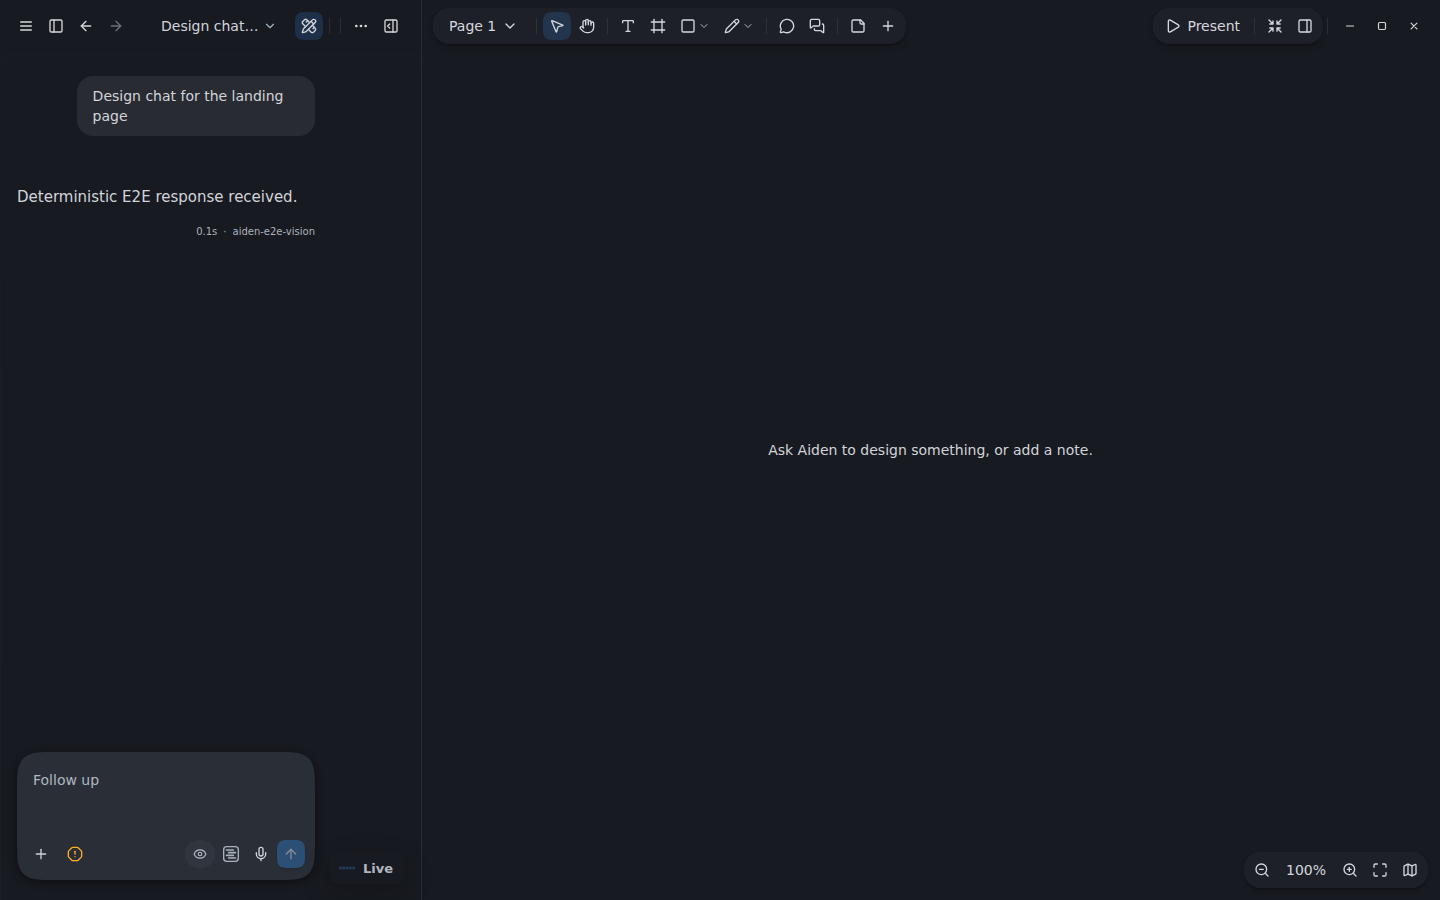 Design chat...
Page 1
Present
Design chat for the landing
page
Deterministic E2E response received.
0.1s · aiden-e2e-vision
Ask Aiden to design something, or add a note.
Follow up
Live
100%